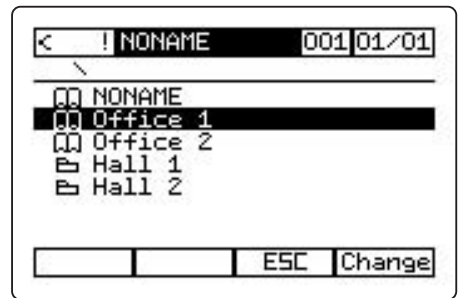 < ! NONAME 001 01/01
\
NONAME
Office 1
Office 2
Hall 1
Hall 2
ESC Change